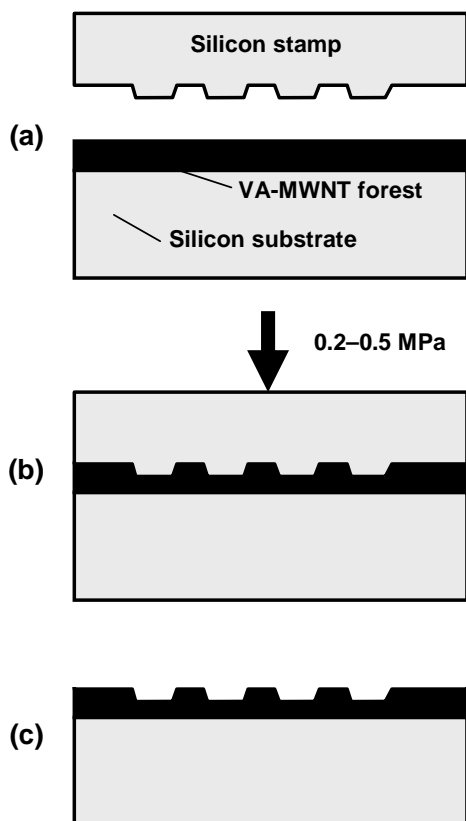 Silicon stamp
(a)
VA-MWNT forest
Silicon substrate
0.2–0.5 MPa
(b)
(c)